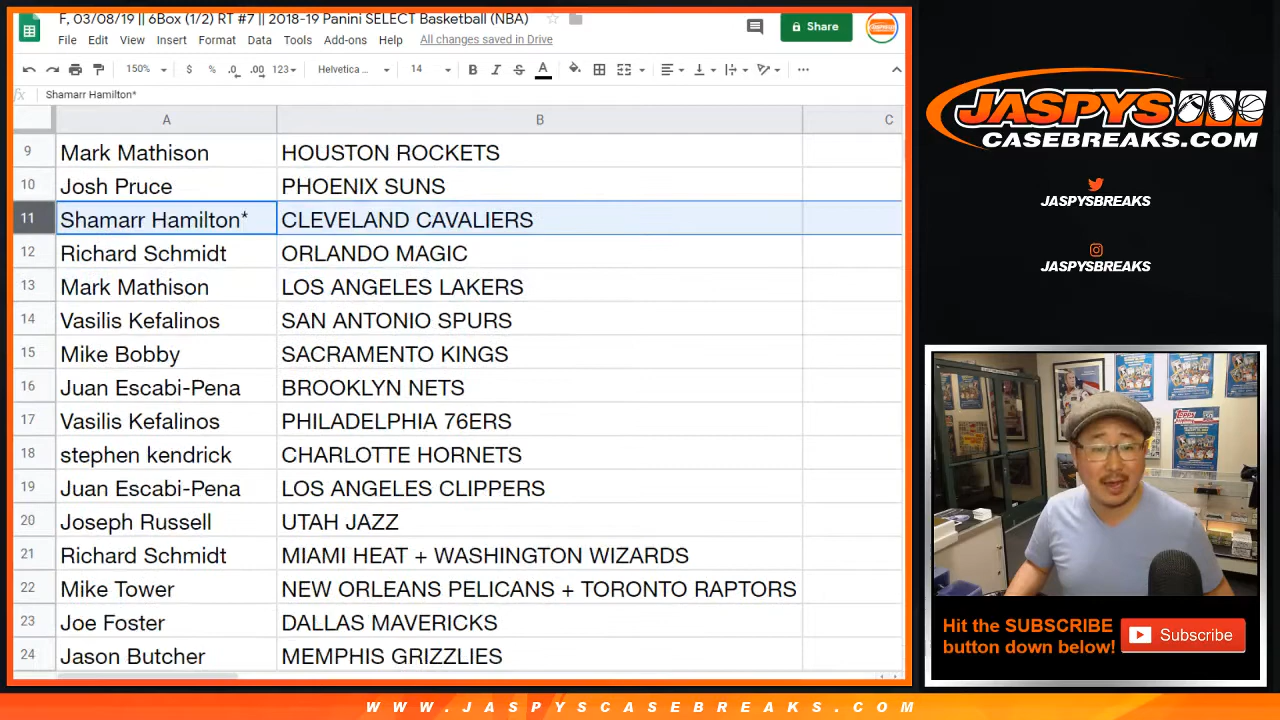 F, 03/08/19 || 6Box (1/2) RT #7 || 2018-19 Panini SELECT Basketball (NBA)
File Edit View Insert Format Data Tools Add-ons Help All changes saved in Drive
Share
150% $ % .0 .00 123 Helvetica ... 14 B I S A
fx Shamarr Hamilton*
A B C
9 Mark Mathison HOUSTON ROCKETS
10 Josh Pruce PHOENIX SUNS
11 Shamarr Hamilton* CLEVELAND CAVALIERS
12 Richard Schmidt ORLANDO MAGIC
13 Mark Mathison LOS ANGELES LAKERS
14 Vasilis Kefalinos SAN ANTONIO SPURS
15 Mike Bobby SACRAMENTO KINGS
16 Juan Escabi-Pena BROOKLYN NETS
17 Vasilis Kefalinos PHILADELPHIA 76ERS
18 stephen kendrick CHARLOTTE HORNETS
19 Juan Escabi-Pena LOS ANGELES CLIPPERS
20 Joseph Russell UTAH JAZZ
21 Richard Schmidt MIAMI HEAT + WASHINGTON WIZARDS
22 Mike Tower NEW ORLEANS PELICANS + TORONTO RAPTORS
23 Joe Foster DALLAS MAVERICKS
24 Jason Butcher MEMPHIS GRIZZLIES
JASPYS
CASEBREAKS.COM
JASPYSBREAKS
JASPYSBREAKS
Hit the SUBSCRIBE
button down below!
Subscribe
WWW.JASPYSCASEBREAKS.COM